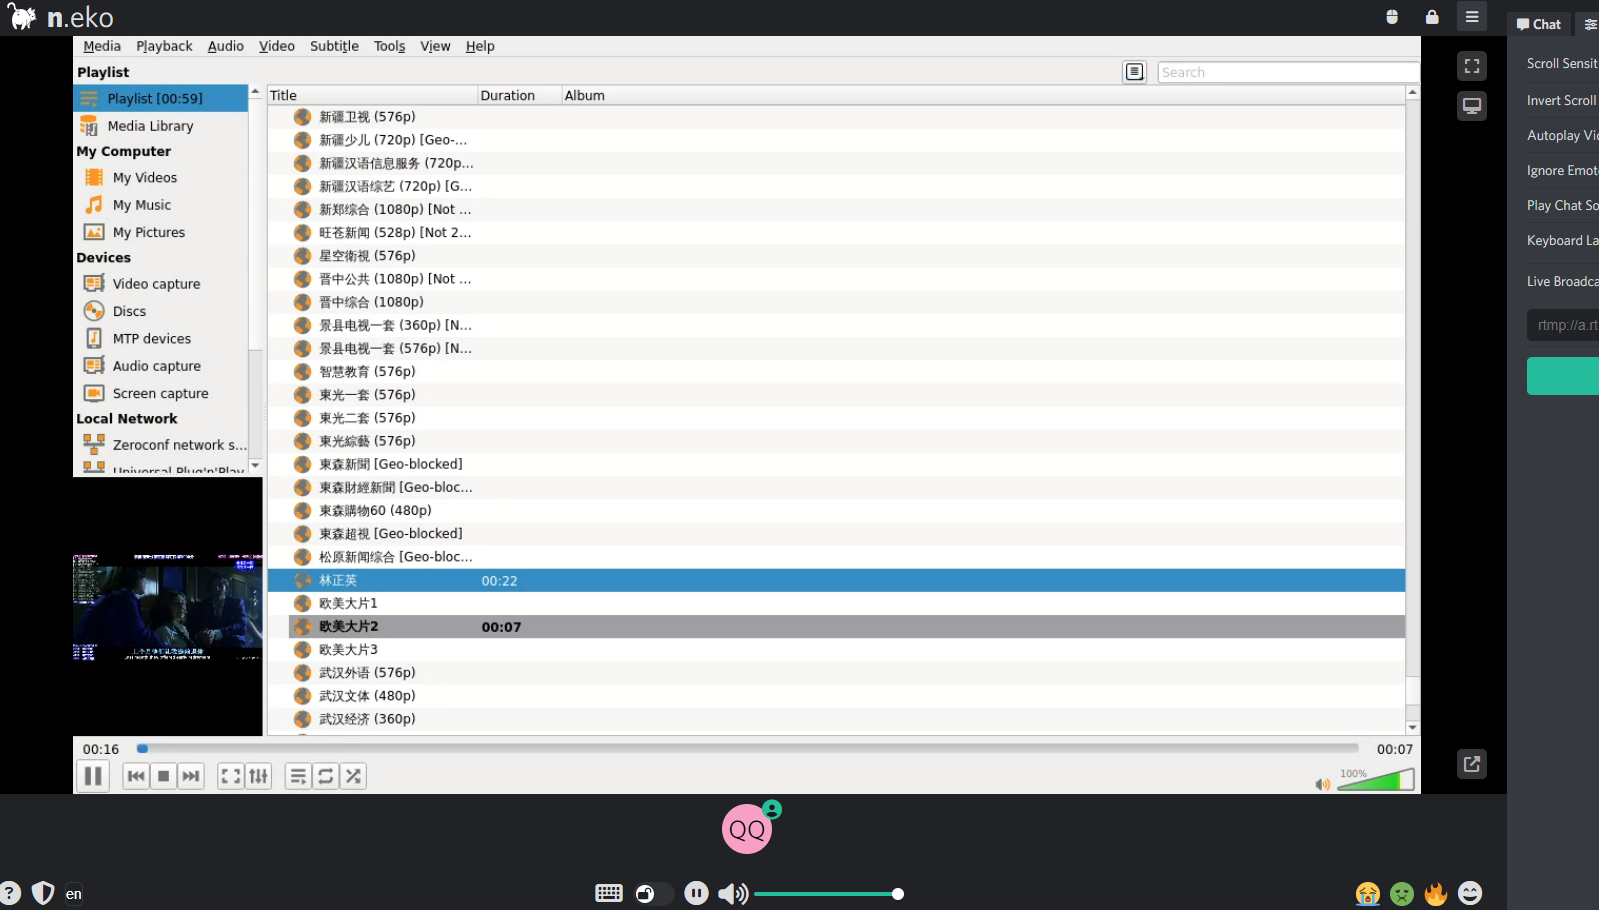 n.eko
Chat
Media Playback Audio Video Subtitle Tools View Help
Playlist
Search
Playlist [00:59]
Media Library
My Computer
My Videos
My Music
My Pictures
Devices
Video capture
Discs
MTP devices
Audio capture
Screen capture
Local Network
Zeroconf network s...
Universal Plug'n'Play
Title Duration Album
新疆卫视 (576p)
新疆少儿 (720p) [Geo-...
新疆汉语信息服务 (720p...
新疆汉语综艺 (720p) [G...
新郑综合 (1080p) [Not ...
旺苍新闻 (528p) [Not 2...
星空衛視 (576p)
晋中公共 (1080p) [Not ...
晋中综合 (1080p)
景县电视一套 (360p) [N...
景县电视一套 (576p) [N...
智慧教育 (576p)
東光一套 (576p)
東光二套 (576p)
東光綜藝 (576p)
東森新聞 [Geo-blocked]
東森財經新聞 [Geo-bloc...
東森購物60 (480p)
東森超視 [Geo-blocked]
松原新闻综合 [Geo-bloc...
林正英 00:22
欧美大片1
欧美大片2 00:07
欧美大片3
武汉外语 (576p)
武汉文体 (480p)
武汉经济 (360p)
00:16 00:07
100%
Scroll Sensit
Invert Scroll
Autoplay Vi
Ignore Emot
Play Chat So
Keyboard La
Live Broadca
rtmp://a.rt
QQ
? en